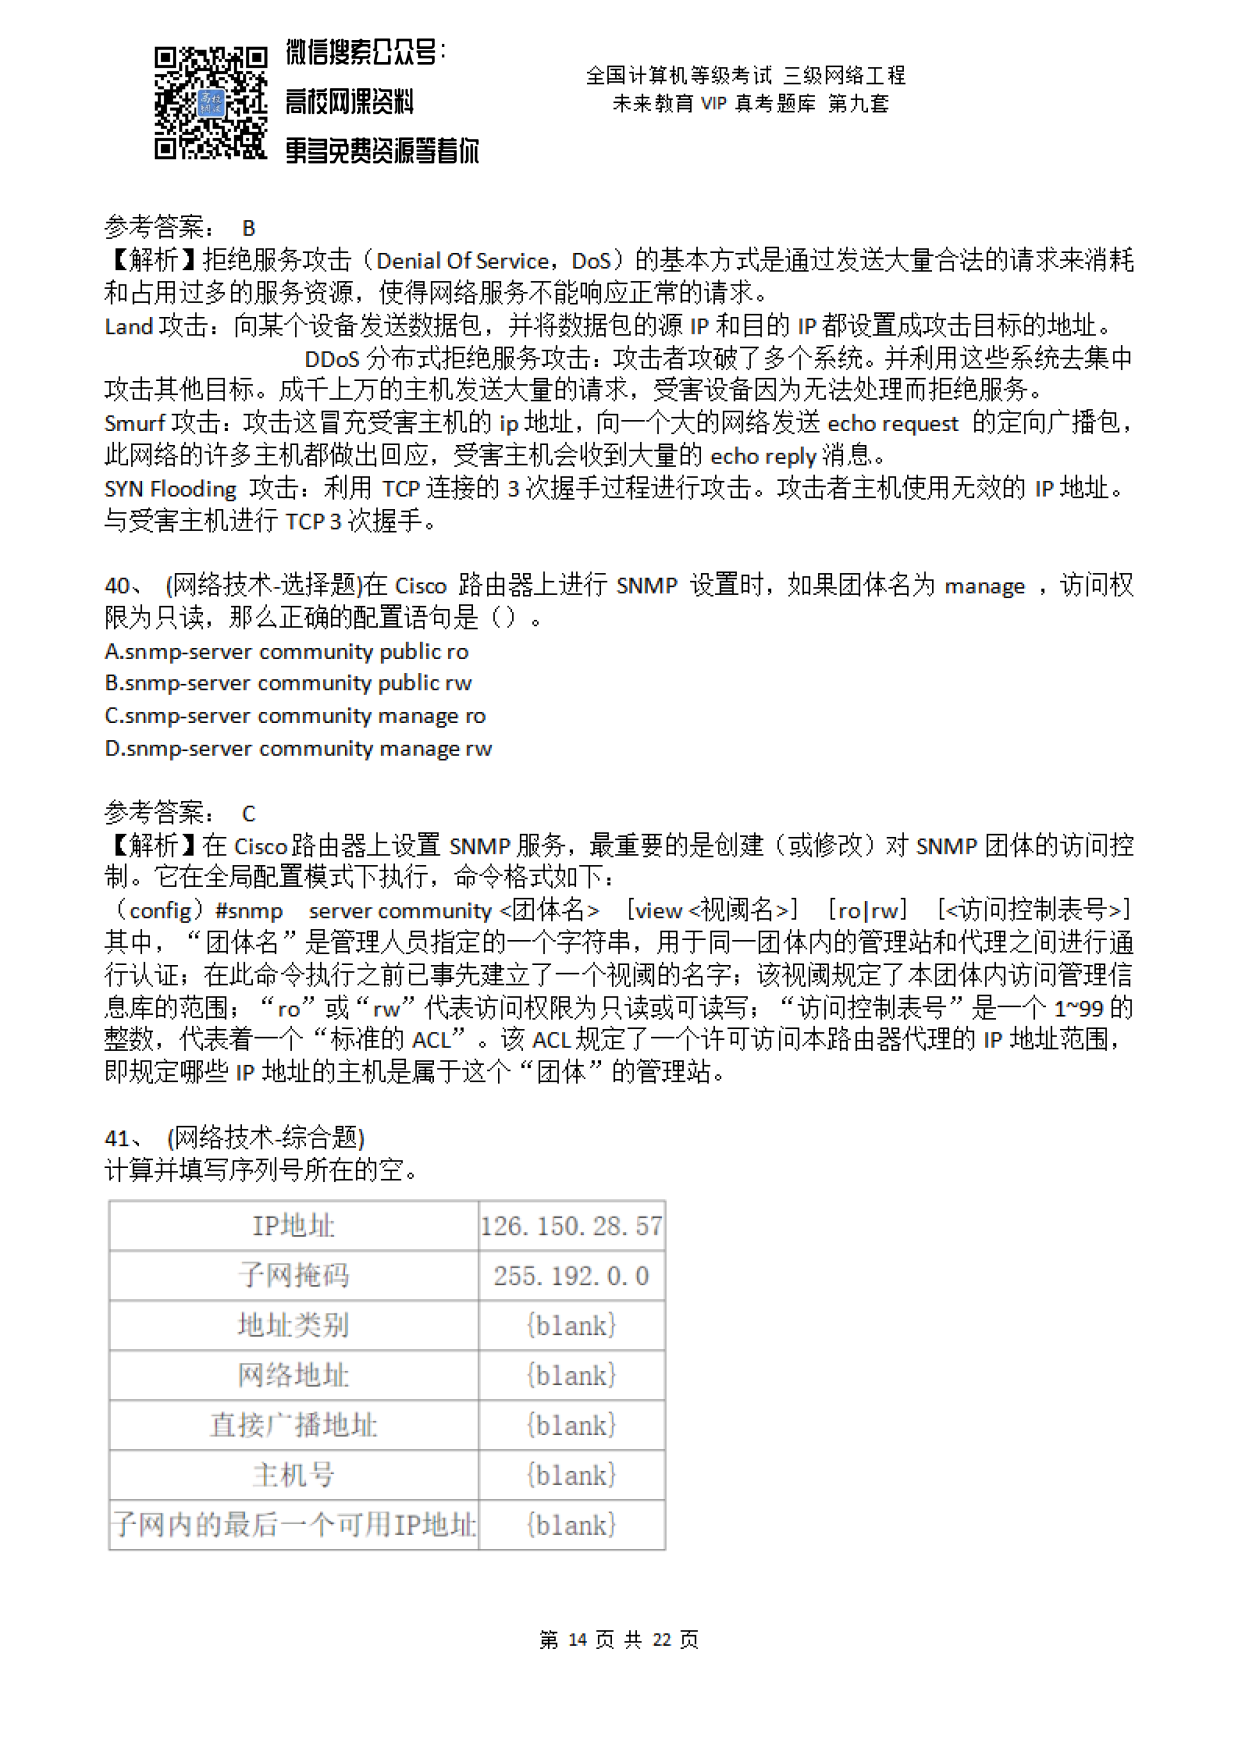 微信搜索公众号：
高校网课资料
更多免费资源等着你
全国计算机等级考试 三级网络工程
未来教育 VIP 真考题库 第九套
参考答案： B
【解析】拒绝服务攻击（Denial Of Service，DoS）的基本方式是通过发送大量合法的请求来消耗
和占用过多的服务资源，使得网络服务不能响应正常的请求。
Land 攻击：向某个设备发送数据包，并将数据包的源 IP 和目的 IP 都设置成攻击目标的地址。
DDoS 分布式拒绝服务攻击：攻击者攻破了多个系统。并利用这些系统去集中
攻击其他目标。成千上万的主机发送大量的请求，受害设备因为无法处理而拒绝服务。
Smurf 攻击：攻击这冒充受害主机的 ip 地址，向一个大的网络发送 echo request 的定向广播包，
此网络的许多主机都做出回应，受害主机会收到大量的 echo reply 消息。
SYN Flooding 攻击：利用 TCP 连接的 3 次握手过程进行攻击。攻击者主机使用无效的 IP 地址。
与受害主机进行 TCP 3 次握手。
40、 (网络技术-选择题)在 Cisco 路由器上进行 SNMP 设置时，如果团体名为 manage ，访问权
限为只读，那么正确的配置语句是（）。
A.snmp-server community public ro
B.snmp-server community public rw
C.snmp-server community manage ro
D.snmp-server community manage rw
参考答案： C
【解析】在 Cisco 路由器上设置 SNMP 服务，最重要的是创建（或修改）对 SNMP 团体的访问控
制。它在全局配置模式下执行，命令格式如下：
（config）#snmp server community <团体名> ［view <视阈名>］［ro|rw］［<访问控制表号>］
其中，“团体名”是管理人员指定的一个字符串，用于同一团体内的管理站和代理之间进行通
行认证；在此命令执行之前已事先建立了一个视阈的名字；该视阈规定了本团体内访问管理信
息库的范围；“ro”或“rw”代表访问权限为只读或可读写；“访问控制表号”是一个 1~99 的
整数，代表着一个“标准的 ACL”。该 ACL 规定了一个许可访问本路由器代理的 IP 地址范围，
即规定哪些 IP 地址的主机是属于这个“团体”的管理站。
41、 (网络技术-综合题)
计算并填写序列号所在的空。
IP地址 126.150.28.57
子网掩码 255.192.0.0
地址类别 {blank}
网络地址 {blank}
直接广播地址 {blank}
主机号 {blank}
子网内的最后一个可用IP地址 {blank}
第 14 页 共 22 页